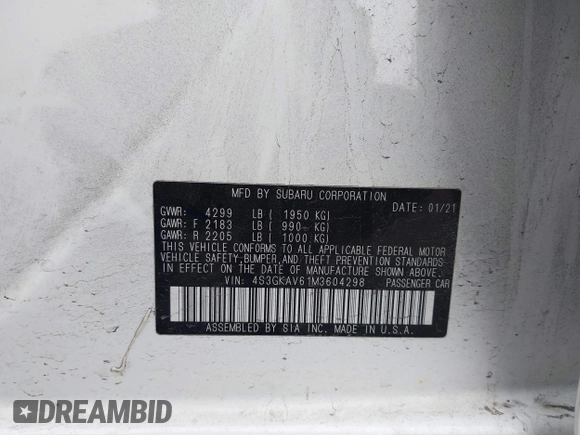 MFD BY SUBARU CORPORATION
GVWR: 4299 LB ( 1950 KG) DATE: 01/21
GAWR: F 2183 LB ( 990 KG)
GAWR: R 2205 LB ( 1000 KG)
THIS VEHICLE CONFORMS TO ALL APPLICABLE FEDERAL MOTOR
VEHICLE SAFETY, BUMPER, AND THEFT PREVENTION STANDARDS
IN EFFECT ON THE DATE OF MANUFACTURE SHOWN ABOVE.
VIN: 4S3GKAV61M3604298 PASSENGER CAR
ASSEMBLED BY SIA INC. MADE IN U.S.A.
DREAMBID